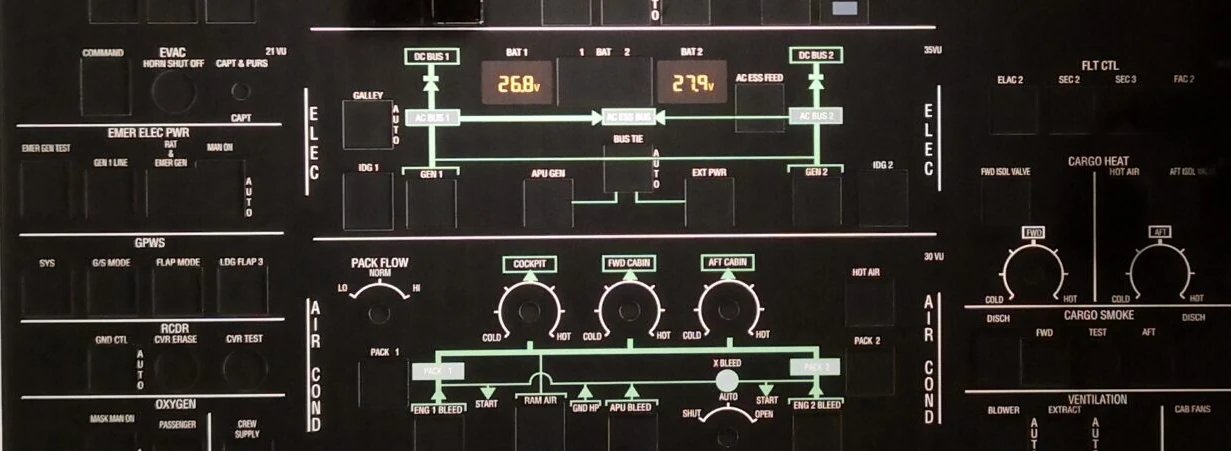 AUTO
COMMAND
EVAC
HORN SHUT OFF
CAPT & PURS
21 VU
CAPT
EMER ELEC PWR
EMER GEN TEST
GEN 1 LINE
RAT
&
EMER GEN
MAN ON
AUTO
GPWS
SYS
G/S MODE
FLAP MODE
LDG FLAP 3
RCDR
GND CTL
AUTO
CVR ERASE
CVR TEST
OXYGEN
MASK MAN ON
PASSENGER
CREW
SUPPLY
ELEC
DC BUS 1
BAT 1
1 BAT 2
BAT 2
DC BUS 2
35VU
26.8V
27.9V
GALLEY
AUTO
AC BUS 1
AC ESS BUS
AC ESS FEED
AC BUS 2
ELEC
BUS TIE
AUTO
IDG 1
GEN 1
APU GEN
EXT PWR
GEN 2
IDG 2
30 VU
AIR COND
PACK FLOW
NORM
LO
HI
COCKPIT
FWD CABIN
AFT CABIN
HOT AIR
COLD
HOT
COLD
HOT
COLD
HOT
AIR COND
PACK 1
PACK 1
X BLEED
PACK 2
PACK 2
ENG 1 BLEED
START
RAM AIR
GND HP
APU BLEED
AUTO
SHUT
OPEN
START
ENG 2 BLEED
FLT CTL
ELAC 2
SEC 2
SEC 3
FAC 2
CARGO HEAT
FWD ISOL VALVE
HOT AIR
AFT ISOL VALVE
FWD
AFT
COLD
HOT
COLD
HOT
CARGO SMOKE
DISCH
FWD
TEST
AFT
DISCH
VENTILATION
BLOWER
EXTRACT
CAB FANS
AUT
AUT